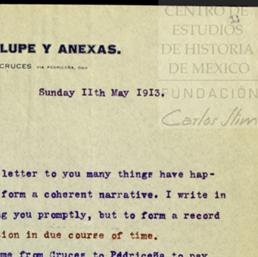 CENTRO DE
ESTUDIOS
DE HISTORIA
DE MEXICO
FUNDACIÓN
Carlos Slim
LUPE Y ANEXAS.
CRUCES VIA PEDRICEÑA, DGO
Sunday 11th May 1913.
letter to you many things have hap-
form a coherent narrative. I write in
g you promptly, but to form a record
ion in due course of time.
me from Cruces to Pedriceña to pay